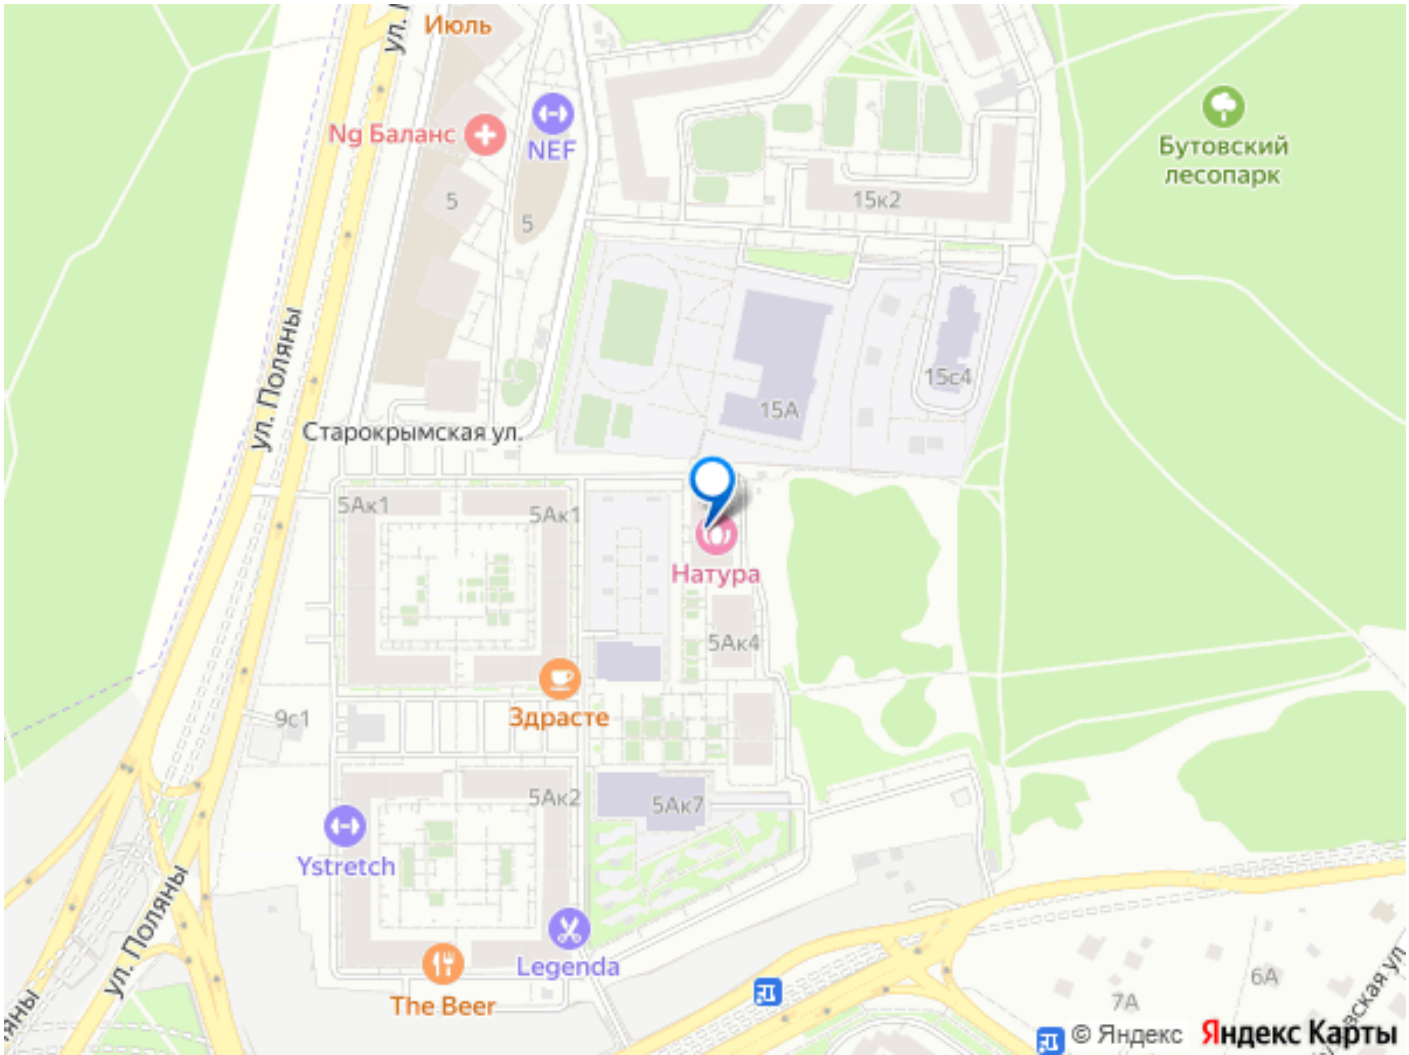 Июль
ул. П
Ng Баланс
NEF
Бутовский
лесопарк
5
5
15к2
ул. Поляны
15А
15с4
Старокрымская ул.
5Ак1
5Ак1
Натура
5Ак4
Здрасте
9с1
5Ак2
5Ак7
Ystretch
ул. Поляны
Legenda
The Beer
6А
7А
вская ул
яны
© Яндекс
Яндекс Карты